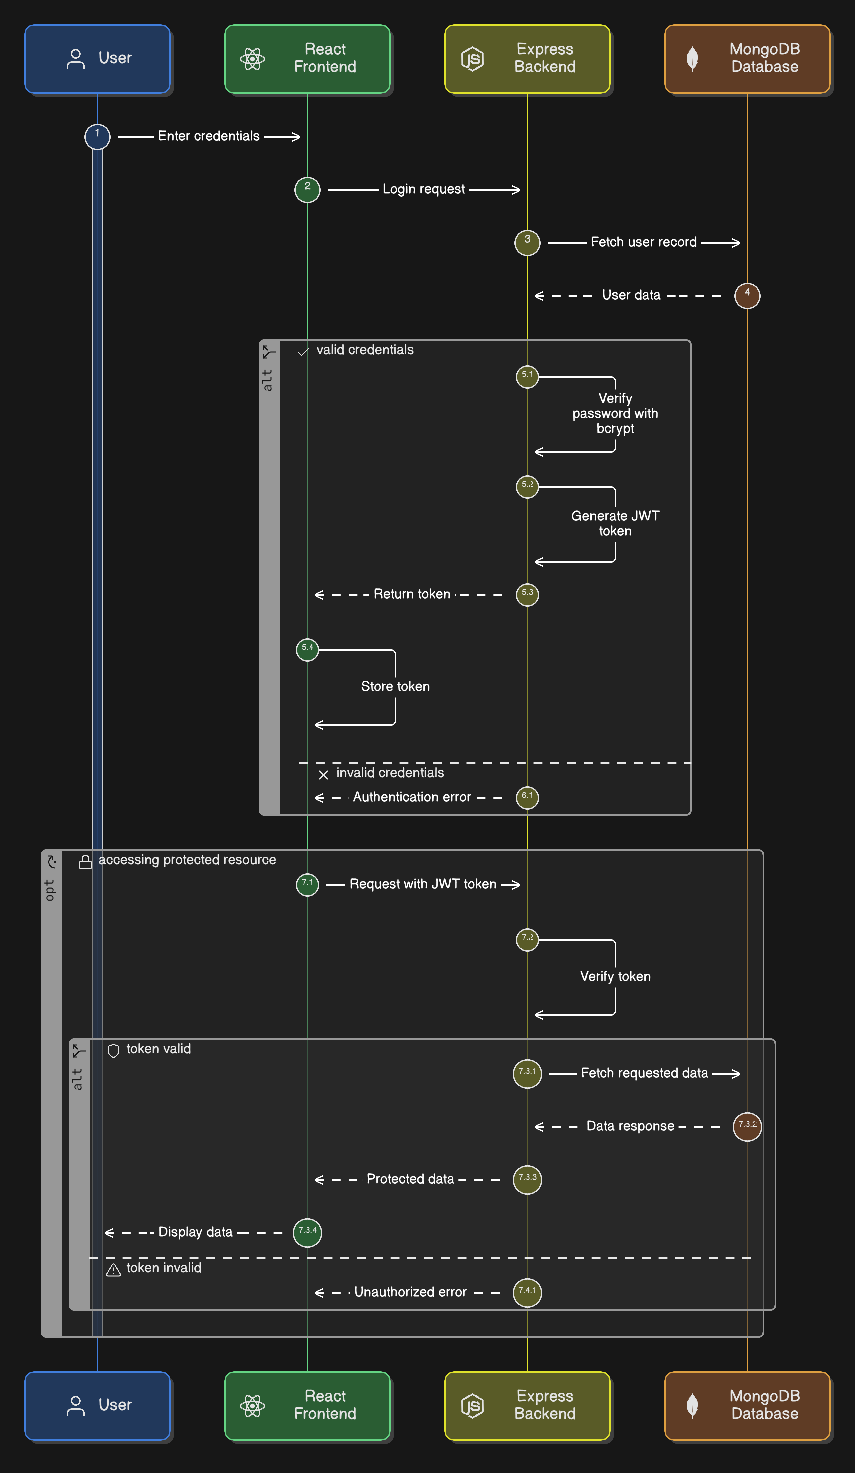 User
React
Frontend
JS
Express
Backend
MongoDB
Database
1
Enter credentials
2
Login request
3
Fetch user record
User data
4
alt
valid credentials
5.1
Verify
password with
bcrypt
5.2
Generate JWT
token
Return token
5.3
5.4
Store token
invalid credentials
Authentication error
6.1
opt
accessing protected resource
7.1
Request with JWT token
7.2
Verify token
alt
token valid
7.3.1
Fetch requested data
Data response
7.3.2
Protected data
7.3.3
Display data
7.3.4
token invalid
Unauthorized error
7.4.1
User
React
Frontend
JS
Express
Backend
MongoDB
Database